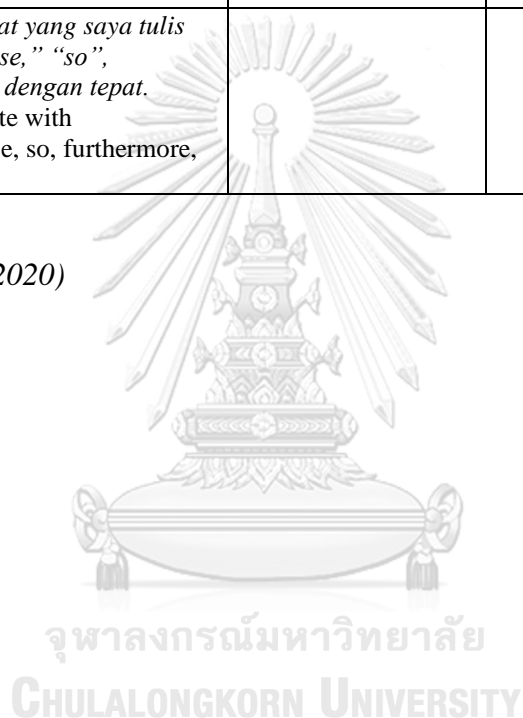 at yang saya tulis
se,” “so”,
dengan tepat.
te with
e, so, furthermore,
2020)
จุฬาลงกรณ์มหาวิทยาลัย
CHULALONGKORN UNIVERSITY